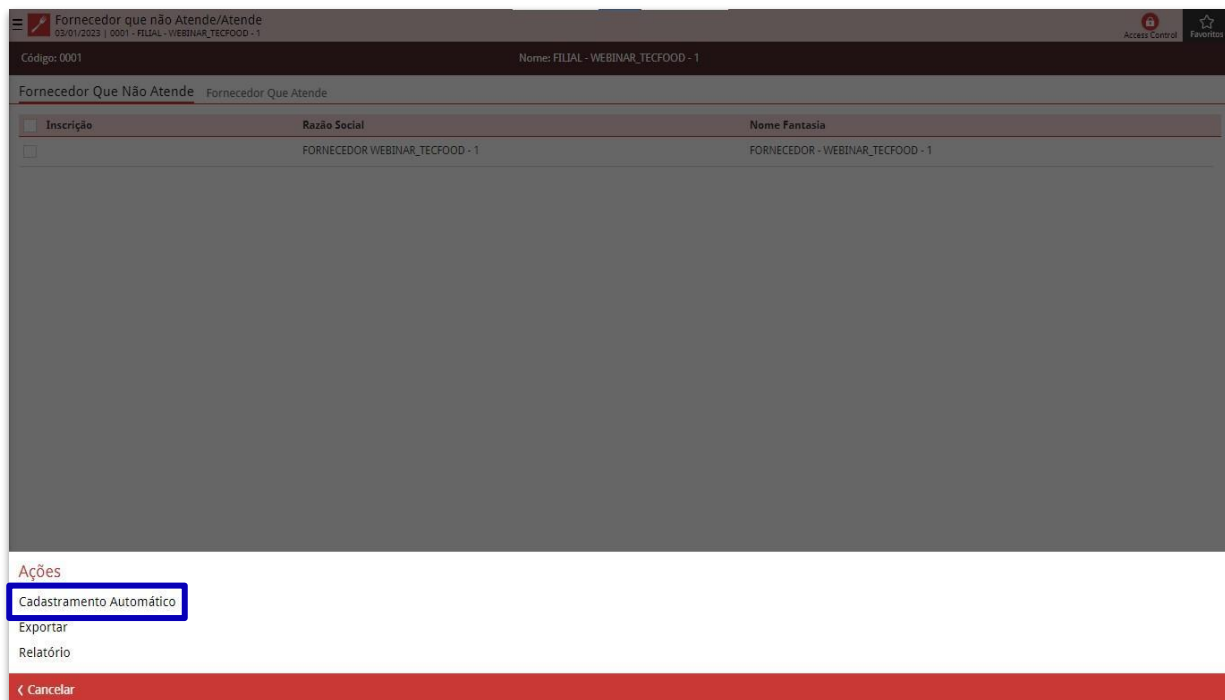 Fornecedor que não Atende/Atende
03/01/2023 | 0001 - FILIAL - WEBINAR_TECFOOD - 1
Access Control
Favoritos
Código: 0001
Nome: FILIAL - WEBINAR_TECFOOD - 1
Fornecedor Que Não Atende Fornecedor Que Atende
Inscrição Razão Social Nome Fantasia
FORNECEDOR WEBINAR_TECFOOD - 1 FORNECEDOR - WEBINAR_TECFOOD - 1
Ações
Cadastramento Automático
Exportar
Relatório
Cancelar